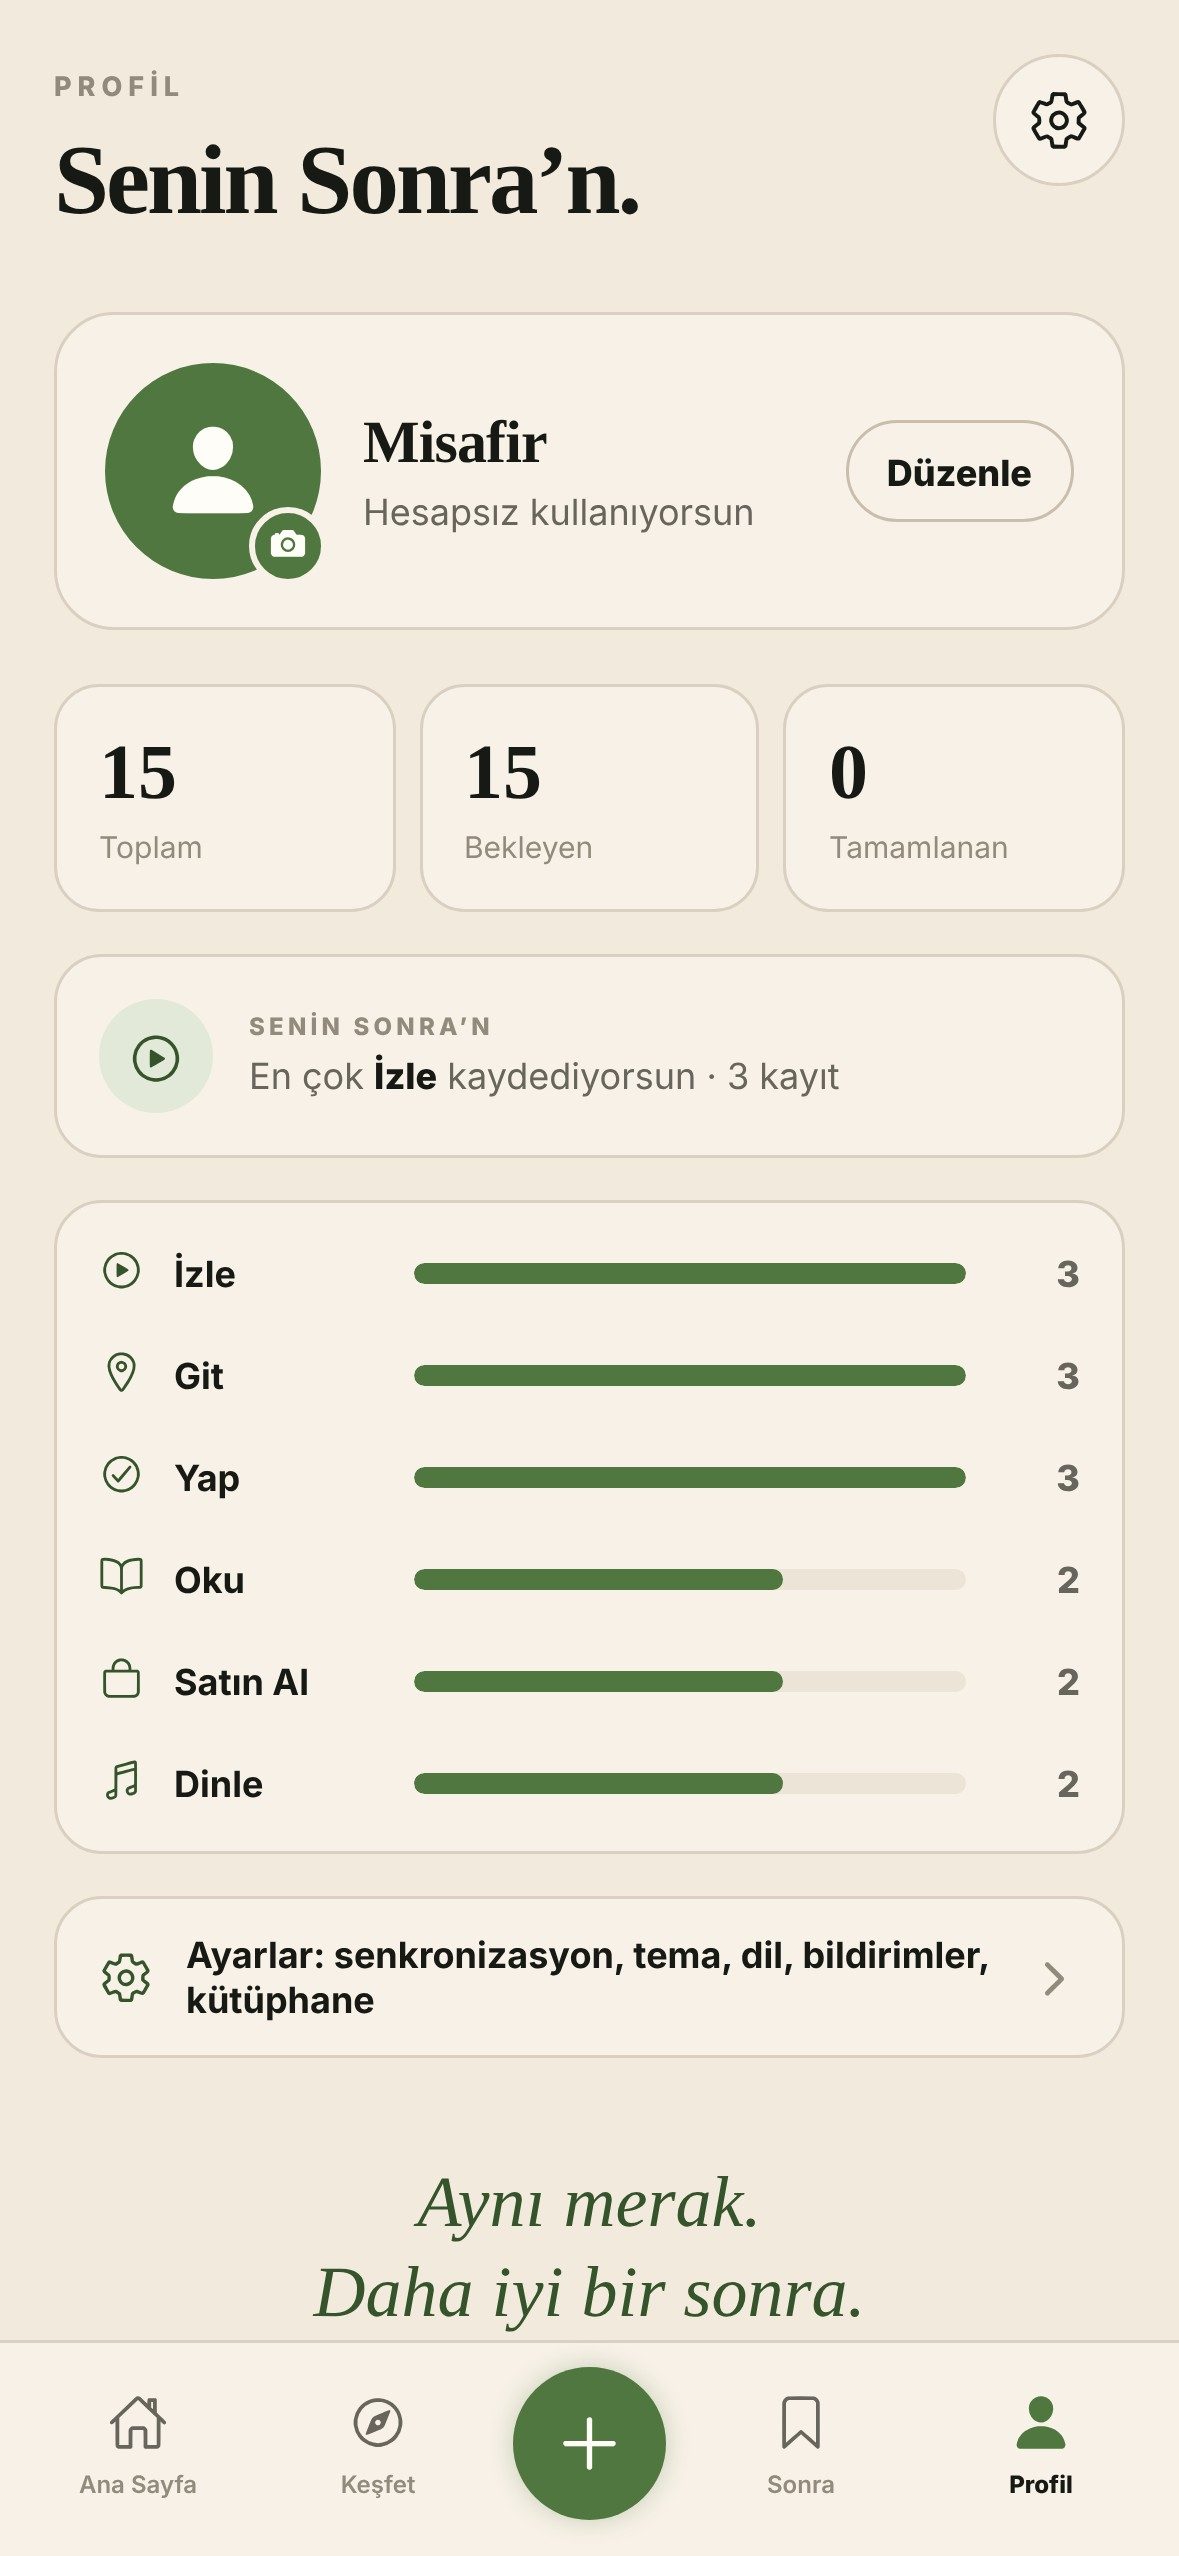 PROFİL
Senin Sonra’n.
Misafir
Hesapsız kullanıyorsun
Düzenle
15
Toplam
15
Bekleyen
0
Tamamlanan
SENİN SONRA’N
En çok İzle kaydediyorsun · 3 kayıt
İzle 3
Git 3
Yap 3
Oku 2
Satın Al 2
Dinle 2
Ayarlar: senkronizasyon, tema, dil, bildirimler,
kütüphane
Aynı merak.
Daha iyi bir sonra.
Ana Sayfa
Keşfet
Sonra
Profil